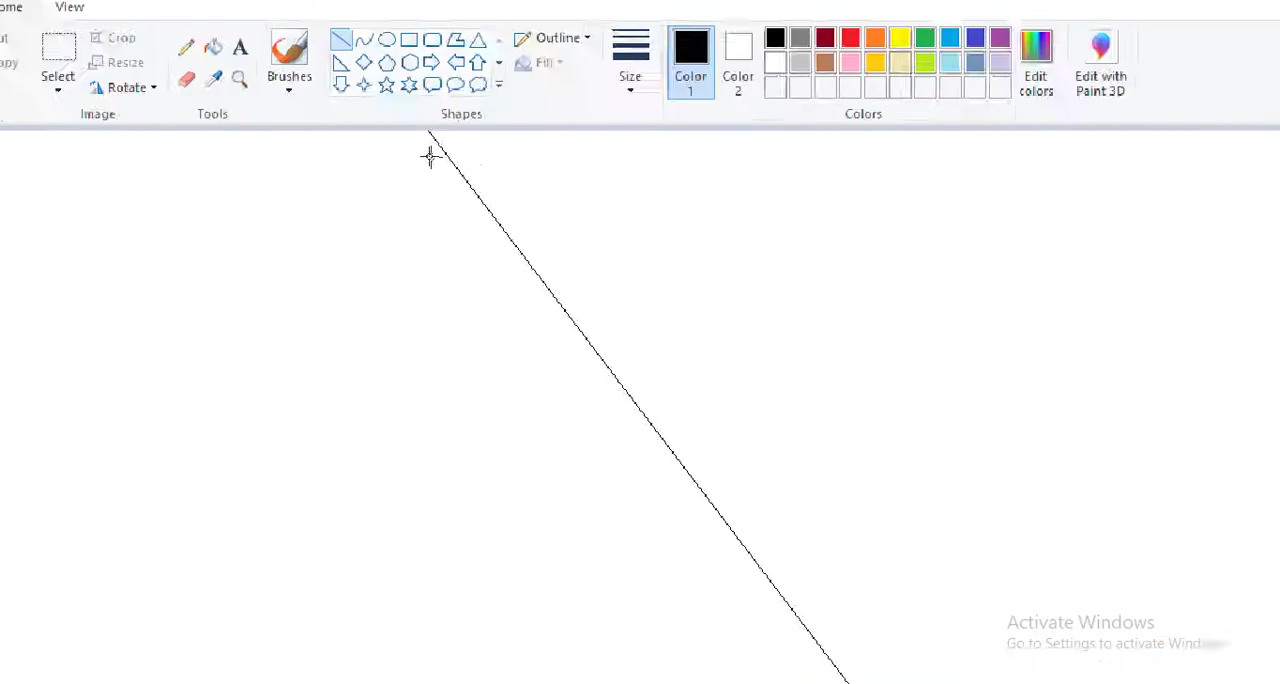 View
Crop
Resize
Rotate
Select
Image
Tools
Brushes
Shapes
Outline
Fill
Size
Color 1
Color 2
Colors
Edit colors
Edit with Paint 3D
Activate Windows
Go to Settings to activate